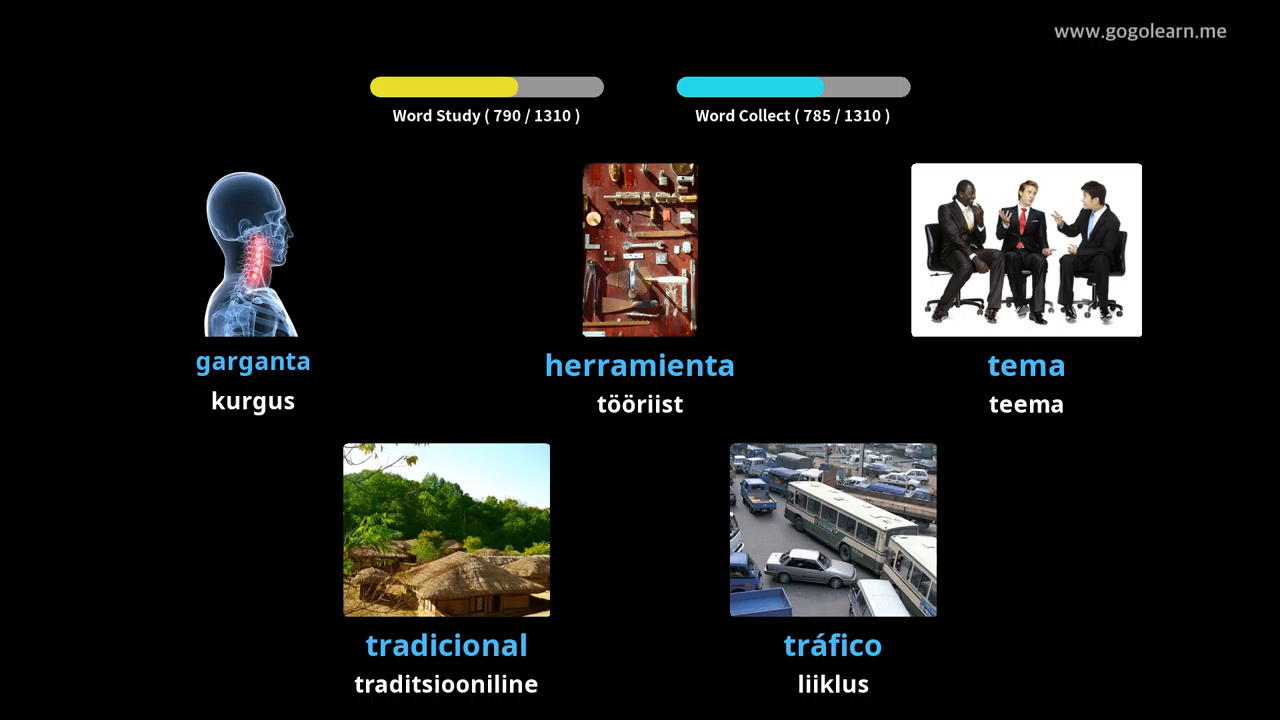 www.gogolearn.me
Word Study ( 790 / 1310 )
Word Collect ( 785 / 1310 )
garganta
kurgus
herramienta
tööriist
tema
teema
tradicional
traditsiooniline
tráfico
liiklus